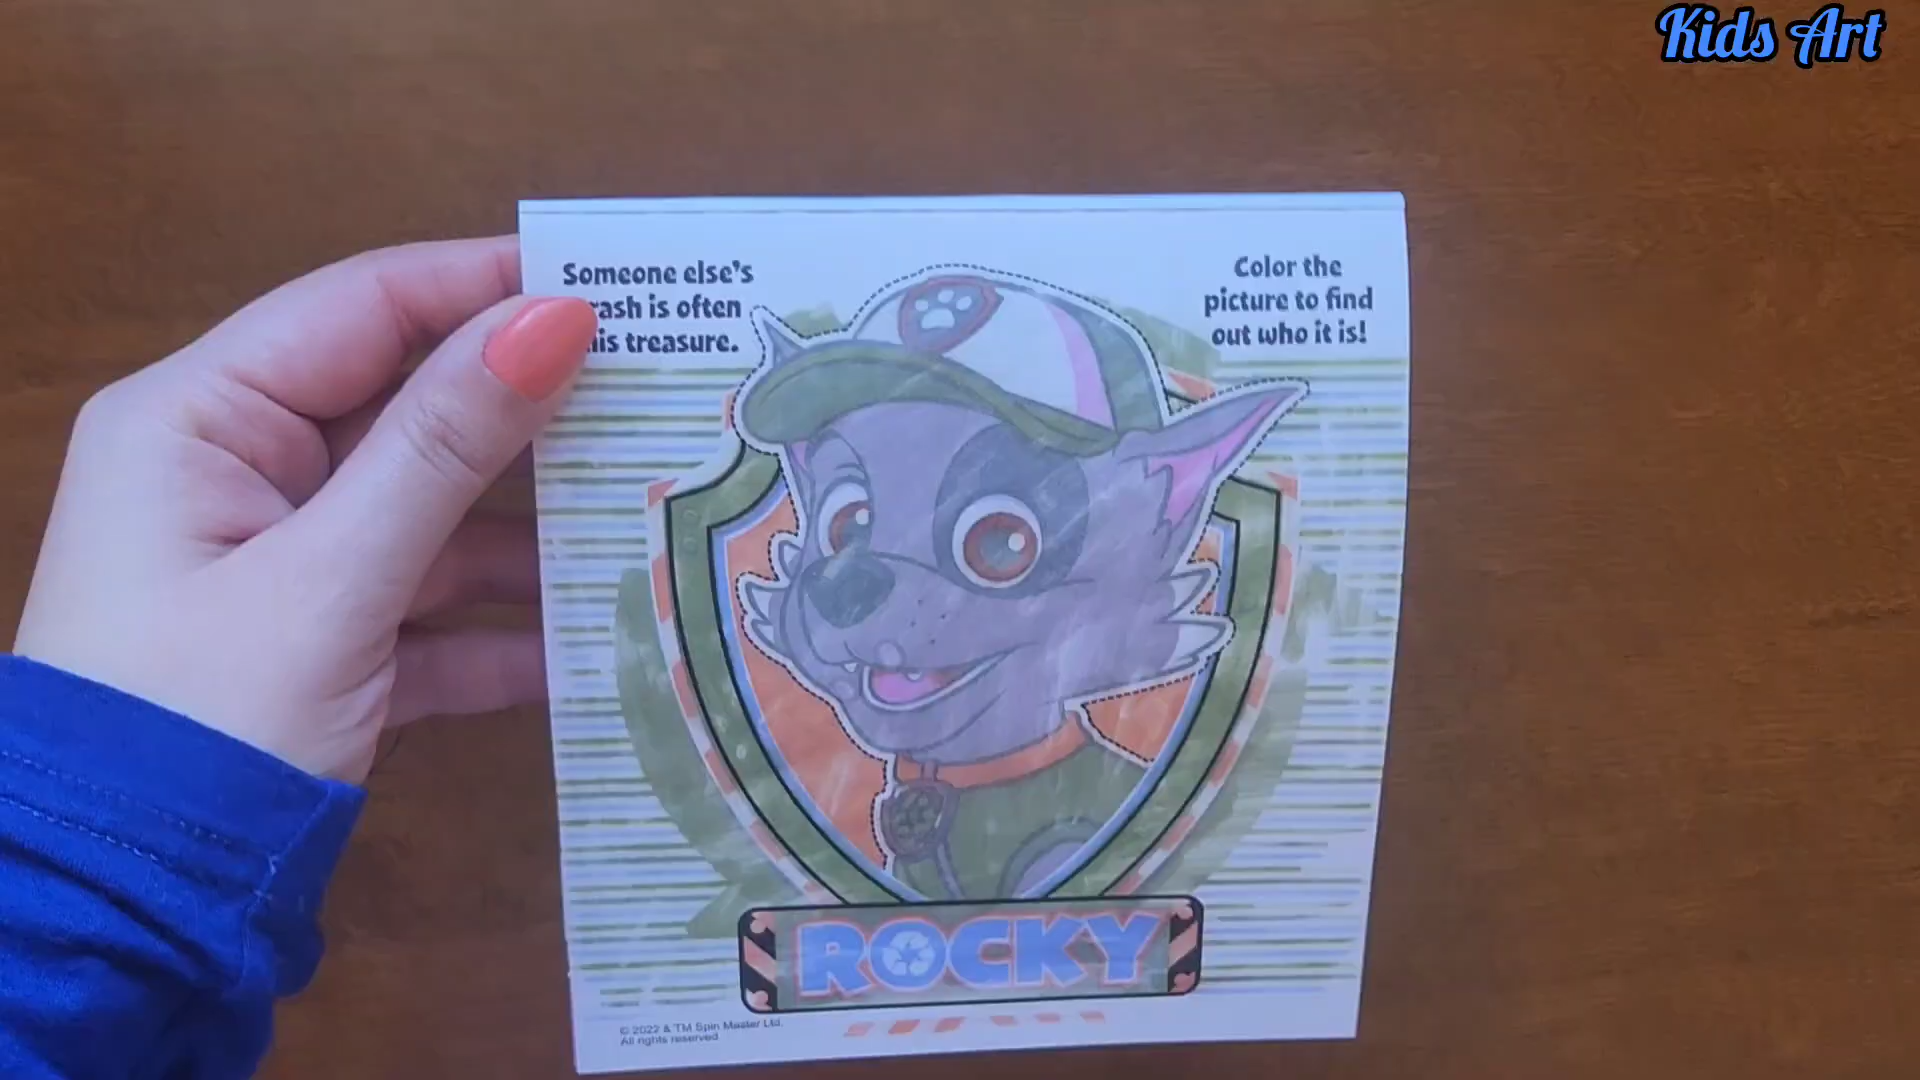 Kids Art
Someone else's
is often
treasure.
Color the
picture to find
out who it is!
ROCKY
© 2022 & TM Spin Master Ltd.
All rights reserved